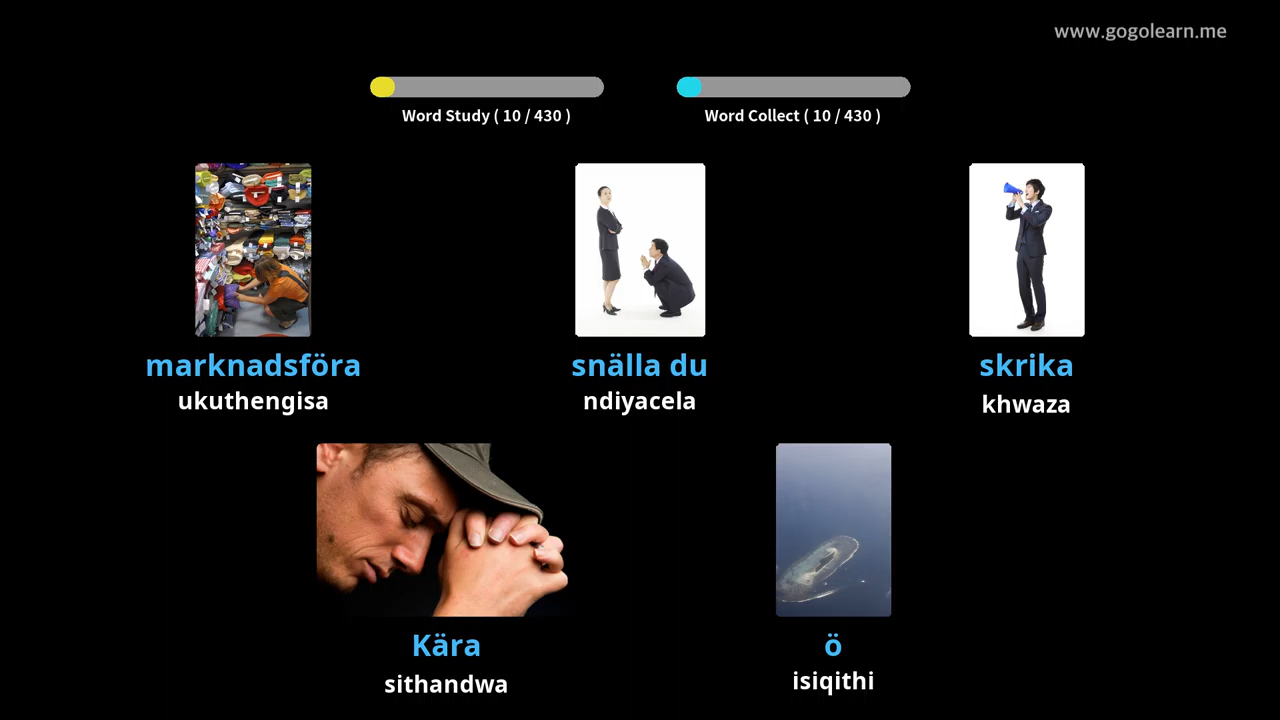 www.gogolearn.me
Word Study ( 10 / 430 )
Word Collect ( 10 / 430 )
marknadsföra
ukuthengisa
snälla du
ndiyacela
skrika
khwaza
Kära
sithandwa
ö
isiqithi